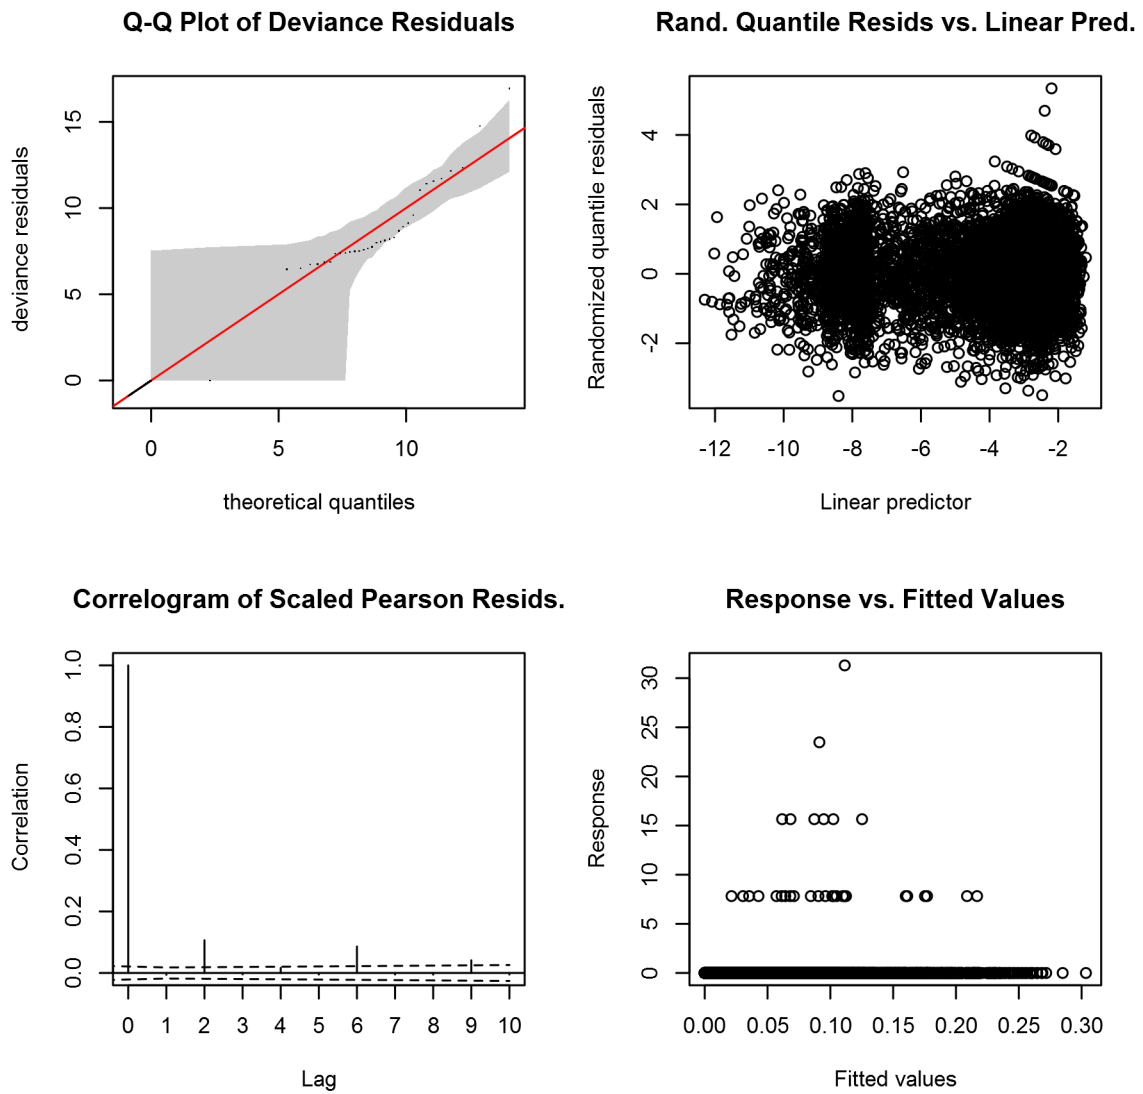 Q-Q Plot of Deviance Residuals
deviance residuals
15
10
5
0
0 5 10
theoretical quantiles
Rand. Quantile Resids vs. Linear Pred.
Randomized quantile residuals
4
2
0
-2
-12 -10 -8 -6 -4 -2
Linear predictor
Correlogram of Scaled Pearson Resids.
Correlation
1.0
0.8
0.6
0.4
0.2
0.0
0 1 2 3 4 5 6 7 8 9 10
Lag
Response vs. Fitted Values
Response
30
25
20
15
10
5
0
0.00 0.05 0.10 0.15 0.20 0.25 0.30
Fitted values